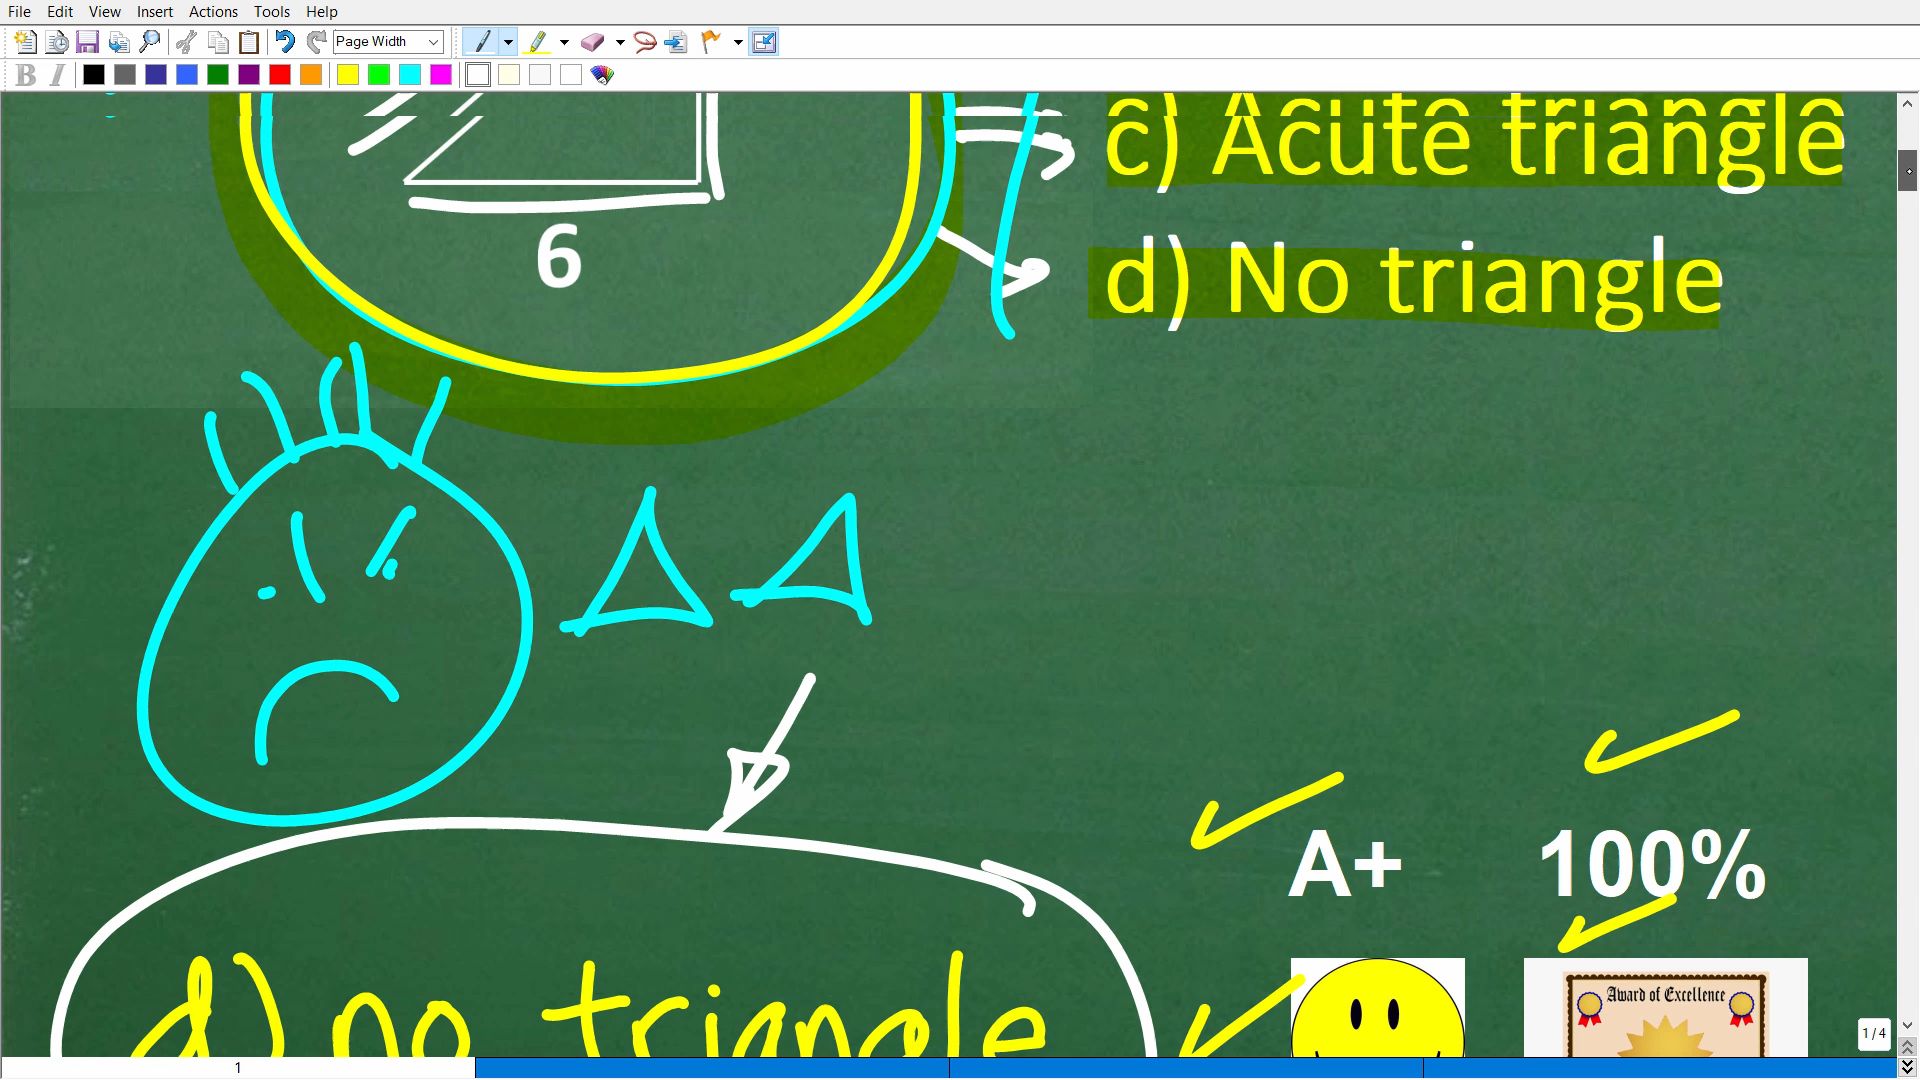 File Edit View Insert Actions Tools Help
Page Width
B I
c) Acute triangle
6
d) No triangle
A+ 100%
d) no triangle
Award of Excellence
1 / 4
1